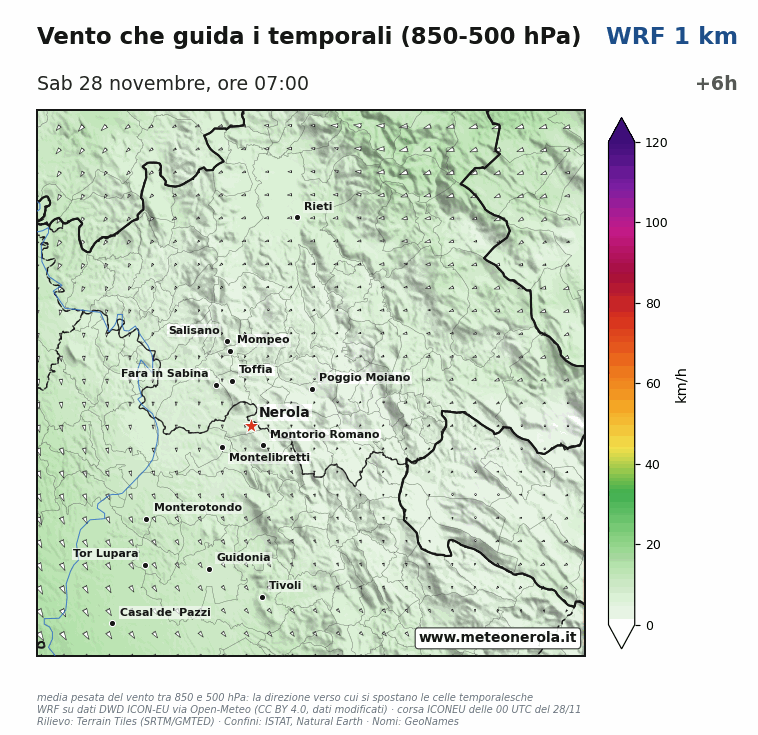 Vento che guida i temporali (850-500 hPa) WRF 1 km
Sab 28 novembre, ore 07:00 +6h
Rieti
Salisano
Mompeo
Toffia
Fara in Sabina
Poggio Moiano
Nerola
Montorio Romano
Montelibretti
Monterotondo
Tor Lupara
Guidonia
Tivoli
Casal de' Pazzi
www.meteonerola.it
120
100
80
60
40
20
0
km/h
media pesata del vento tra 850 e 500 hPa: la direzione verso cui si spostano le celle temporalesche
WRF su dati DWD ICON-EU via Open-Meteo (CC BY 4.0, dati modificati) · corsa ICONEU delle 00 UTC del 28/11
Rilievo: Terrain Tiles (SRTM/GMTED) · Confini: ISTAT, Natural Earth · Nomi: GeoNames